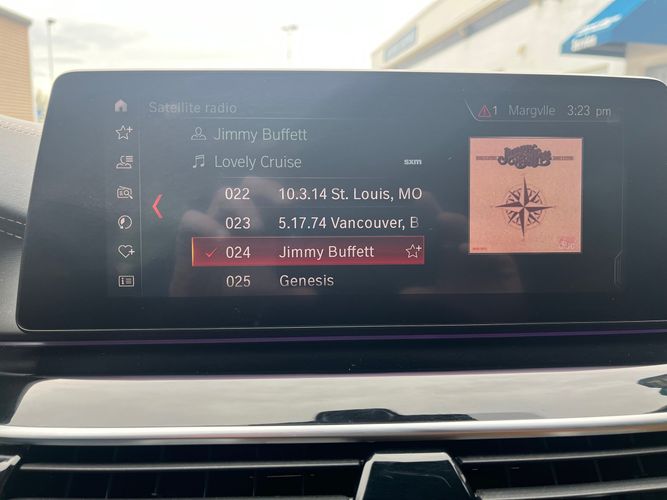 Satellite radio
1 Margvlle 3:23 pm
Jimmy Buffett
Lovely Cruise
sxm
022 10.3.14 St. Louis, MO
023 5.17.74 Vancouver, B
024 Jimmy Buffett
025 Genesis